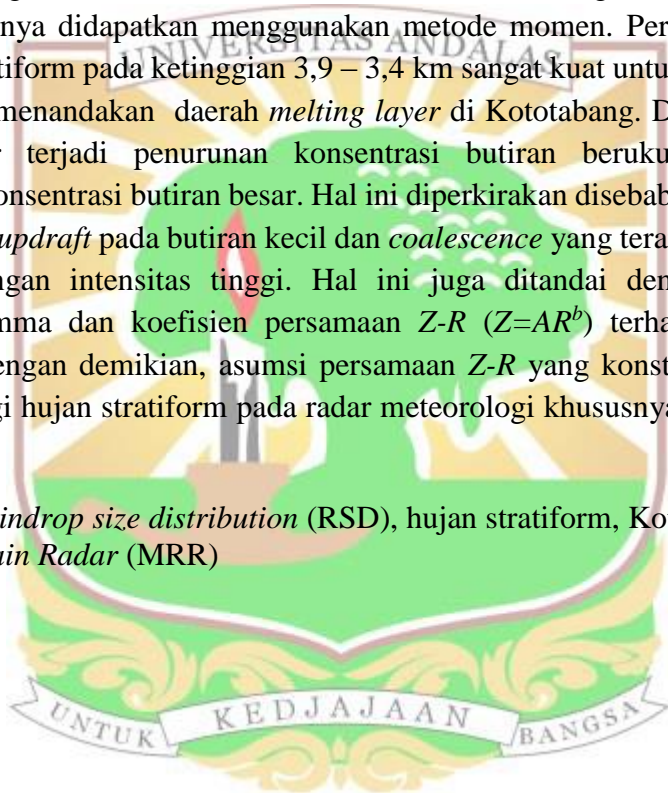 nya didapatkan menggunakan metode momen. Per
UNIVERSITAS ANDALAS
tiform pada ketinggian 3,9 – 3,4 km sangat kuat untu
menandakan daerah melting layer di Kototabang. D
terjadi penurunan konsentrasi butiran beruku
onsentrasi butiran besar. Hal ini diperkirakan disebab
updraft pada butiran kecil dan coalescence yang tera
ngan intensitas tinggi. Hal ini juga ditandai den
mma dan koefisien persamaan Z-R (Z=ARᵇ) terha
engan demikian, asumsi persamaan Z-R yang konst
gi hujan stratiform pada radar meteorologi khususnya
indrop size distribution (RSD), hujan stratiform, Ko
in Radar (MRR)
UNTUK KEDJAJAAN BANGSA